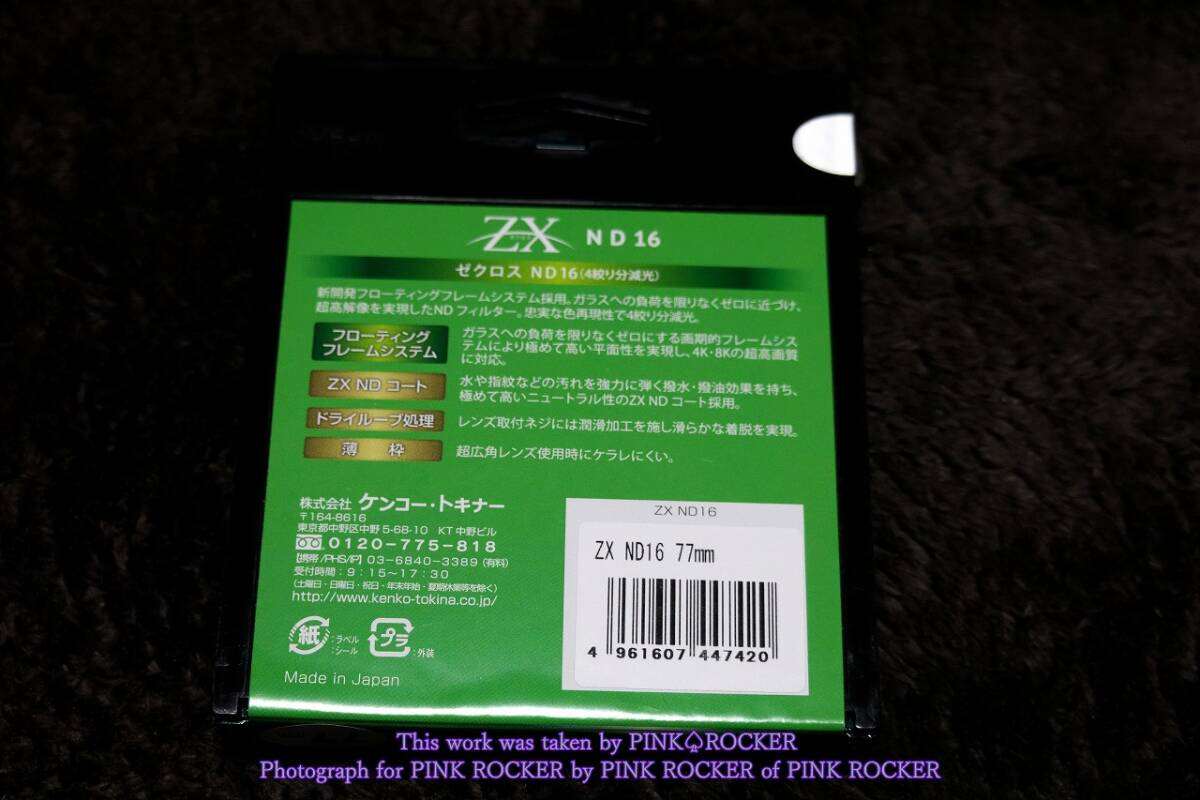 ZX ND16
ゼクロス ND16(4絞り分減光)
新開発フローティングフレームシステム採用。ガラスへの負荷を限りなくゼロに近づけ、
超高解像を実現したND フィルター。忠実な色再現性で4絞り分減光。
フローティング
フレームシステム
ガラスへの負荷を限りなくゼロにする画期的フレームシス
テムにより極めて高い平面性を実現し、4K・8Kの超高画質
に対応。
ZX ND コート
水や指紋などの汚れを強力に弾く撥水・撥油効果を持ち、
極めて高いニュートラル性のZX ND コート採用。
ドライループ処理
レンズ取付ネジには潤滑加工を施し滑らかな着脱を実現。
薄 枠
超広角レンズ使用時にケラレにくい。
株式会社 ケンコー・トキナー
〒164-8616
東京都中野区中野 5-68-10 KT 中野ビル
0120-775-818
【携帯/PHS/IP】03-6840-3389(有料)
受付時間:9:15~17:30
(土曜日・日曜日・祝日・年末年始・夏期休業等を除く)
http://www.kenko-tokina.co.jp/
紙 :ラベル
:シール
プラ :外装
Made in Japan
ZX ND16
ZX ND16 77mm
4 961607 447420
This work was taken by PINK♤ROCKER
Photograph for PINK ROCKER by PINK ROCKER of PINK ROCKER